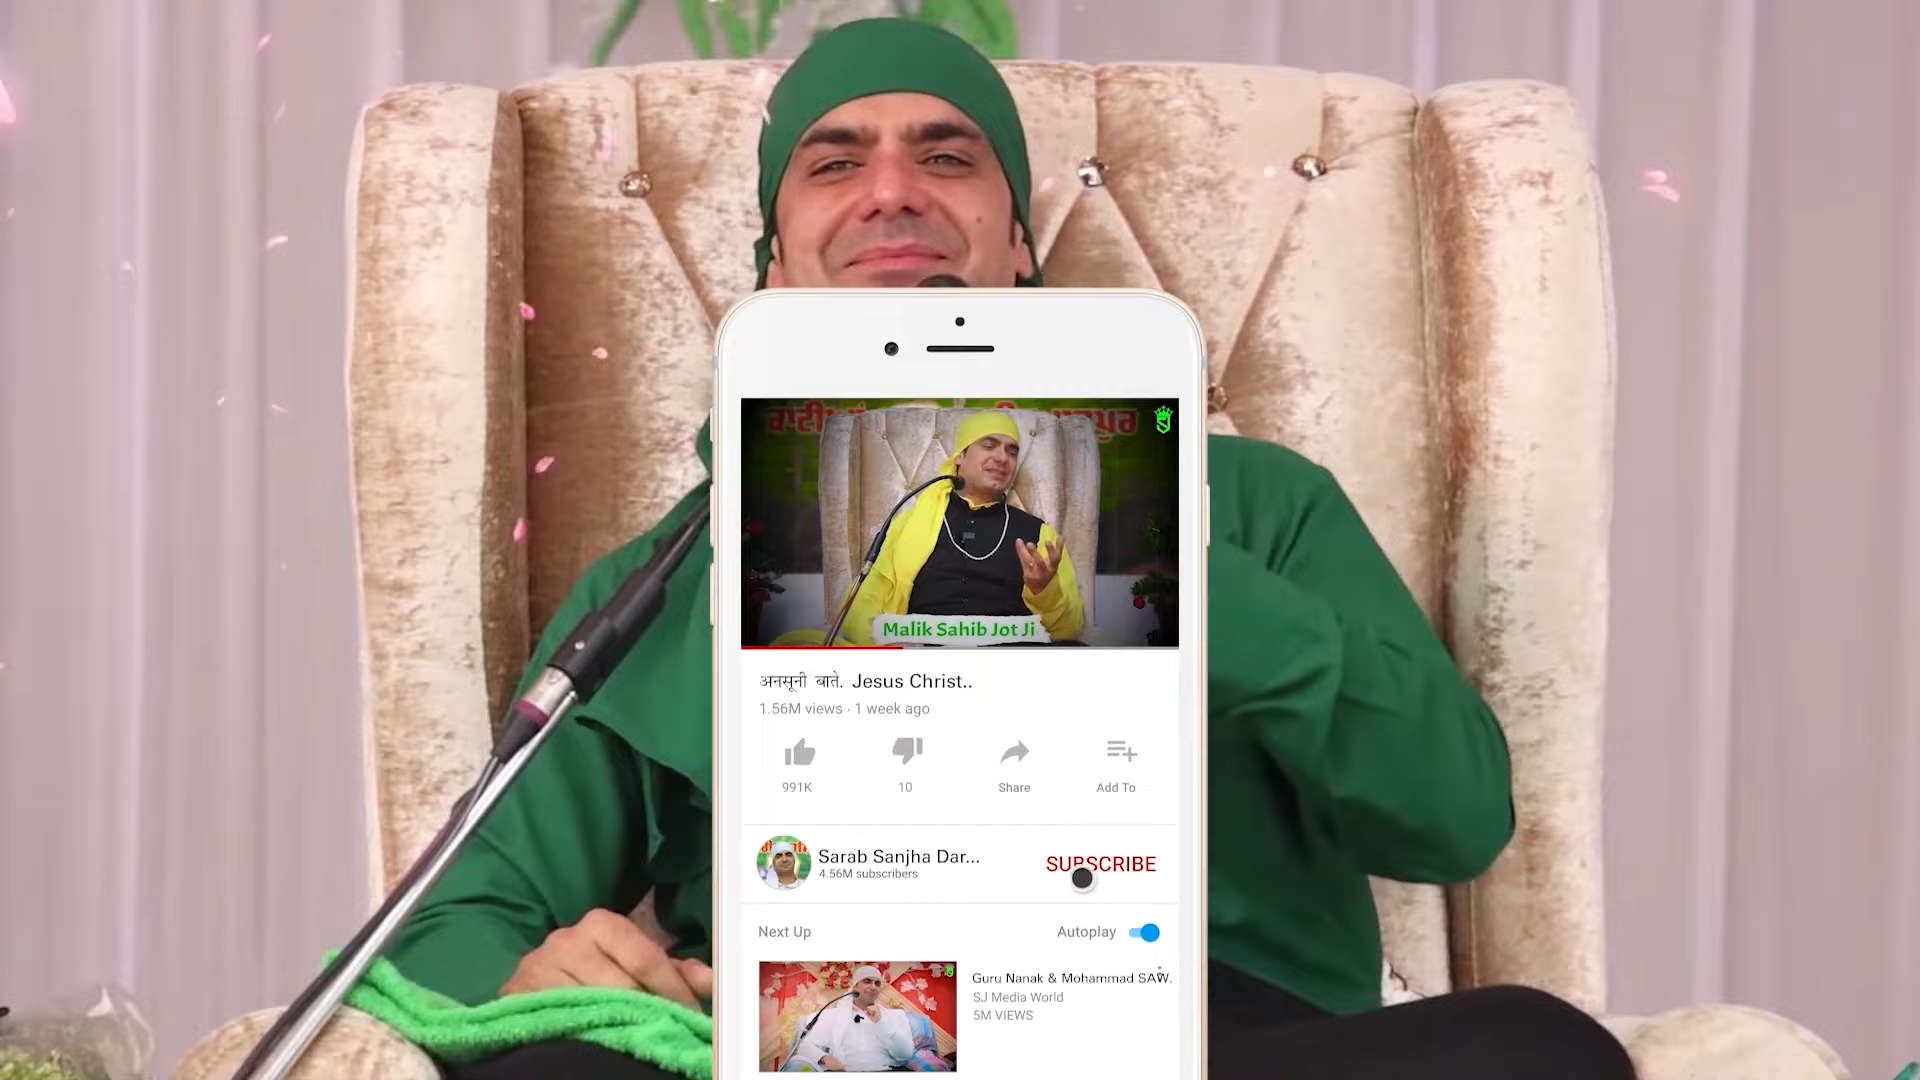 Malik Sahib Jot Ji
अनसूनी बाते. Jesus Christ..
1.56M views · 1 week ago
991K
10
Share
Add To
Sarab Sanjha Dar...
4.56M subscribers
SUBSCRIBE
Next Up
Autoplay
Guru Nanak & Mohammad SAW.
SJ Media World
5M VIEWS